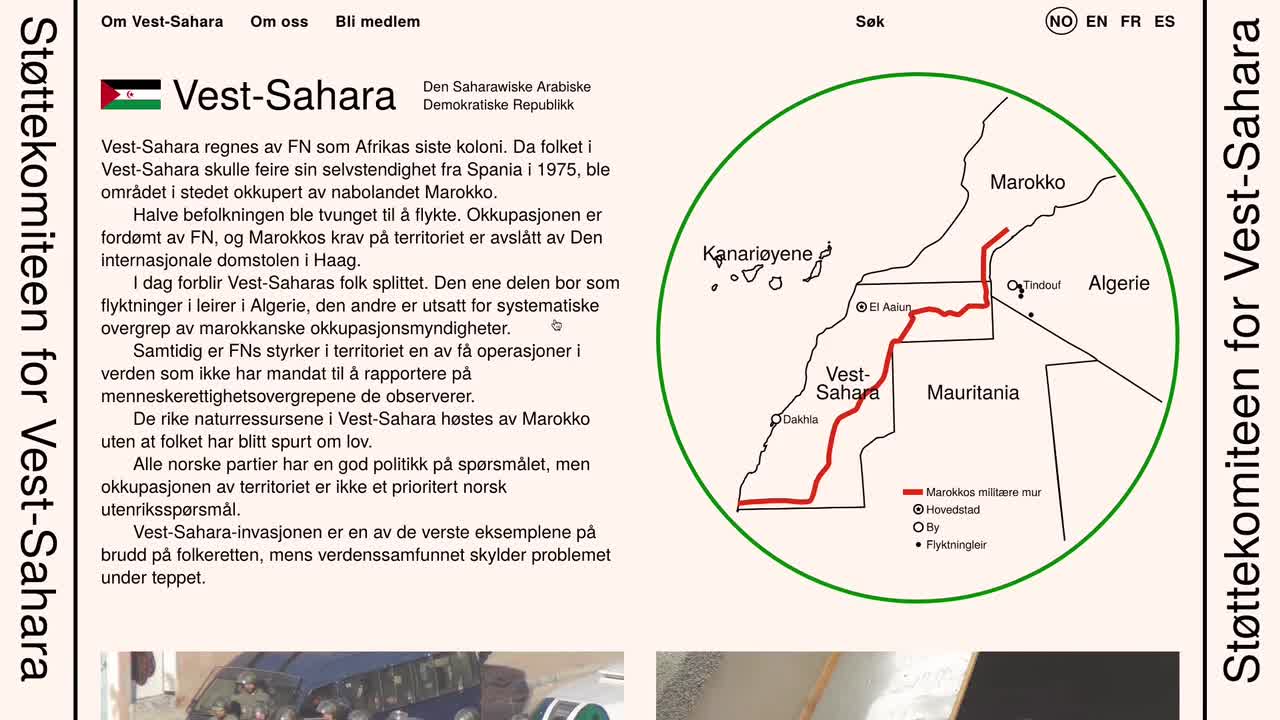 Støttekomiteen for Vest-Sahara
Om Vest-Sahara
Om oss
Bli medlem
Søk
NO
EN
FR
ES
Vest-Sahara
Den Saharawiske Arabiske
Demokratiske Republikk
Vest-Sahara regnes av FN som Afrikas siste koloni. Da folket i
Vest-Sahara skulle feire sin selvstendighet fra Spania i 1975, ble
området i stedet okkupert av nabolandet Marokko.
Halve befolkningen ble tvunget til å flykte. Okkupasjonen er
fordømt av FN, og Marokkos krav på territoriet er avslått av Den
internasjonale domstolen i Haag.
I dag forblir Vest-Saharas folk splittet. Den ene delen bor som
flyktninger i leirer i Algerie, den andre er utsatt for systematiske
overgrep av marokkanske okkupasjonsmyndigheter.
Samtidig er FNs styrker i territoriet en av få operasjoner i
verden som ikke har mandat til å rapportere på
menneskerettighetsovergrepene de observerer.
De rike naturressursene i Vest-Sahara høstes av Marokko
uten at folket har blitt spurt om lov.
Alle norske partier har en god politikk på spørsmålet, men
okkupasjonen av territoriet er ikke et prioritert norsk
utenriksspørsmål.
Vest-Sahara-invasjonen er en av de verste eksemplene på
brudd på folkeretten, mens verdenssamfunnet skylder problemet
under teppet.
Marokko
Kanariøyene
Algerie
Tindouf
El Aaiun
Vest-
Sahara
Mauritania
Dakhla
Marokkos militære mur
Hovedstad
By
Flyktningleir
Støttekomiteen for Vest-Sahara